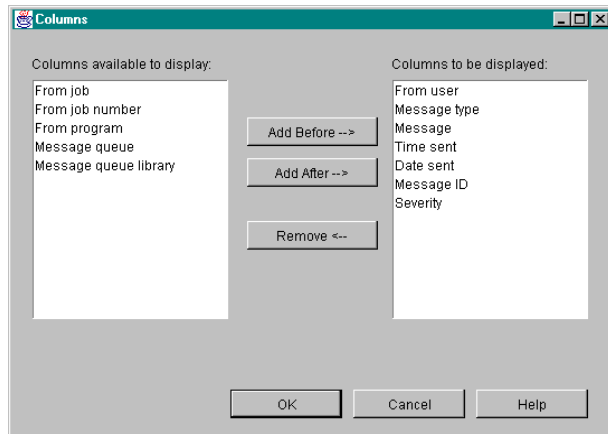 Columns
Columns available to display:
From job
From job number
From program
Message queue
Message queue library
Add Before -->
Add After -->
Remove <--
Columns to be displayed:
From user
Message type
Message
Time sent
Date sent
Message ID
Severity
OK
Cancel
Help